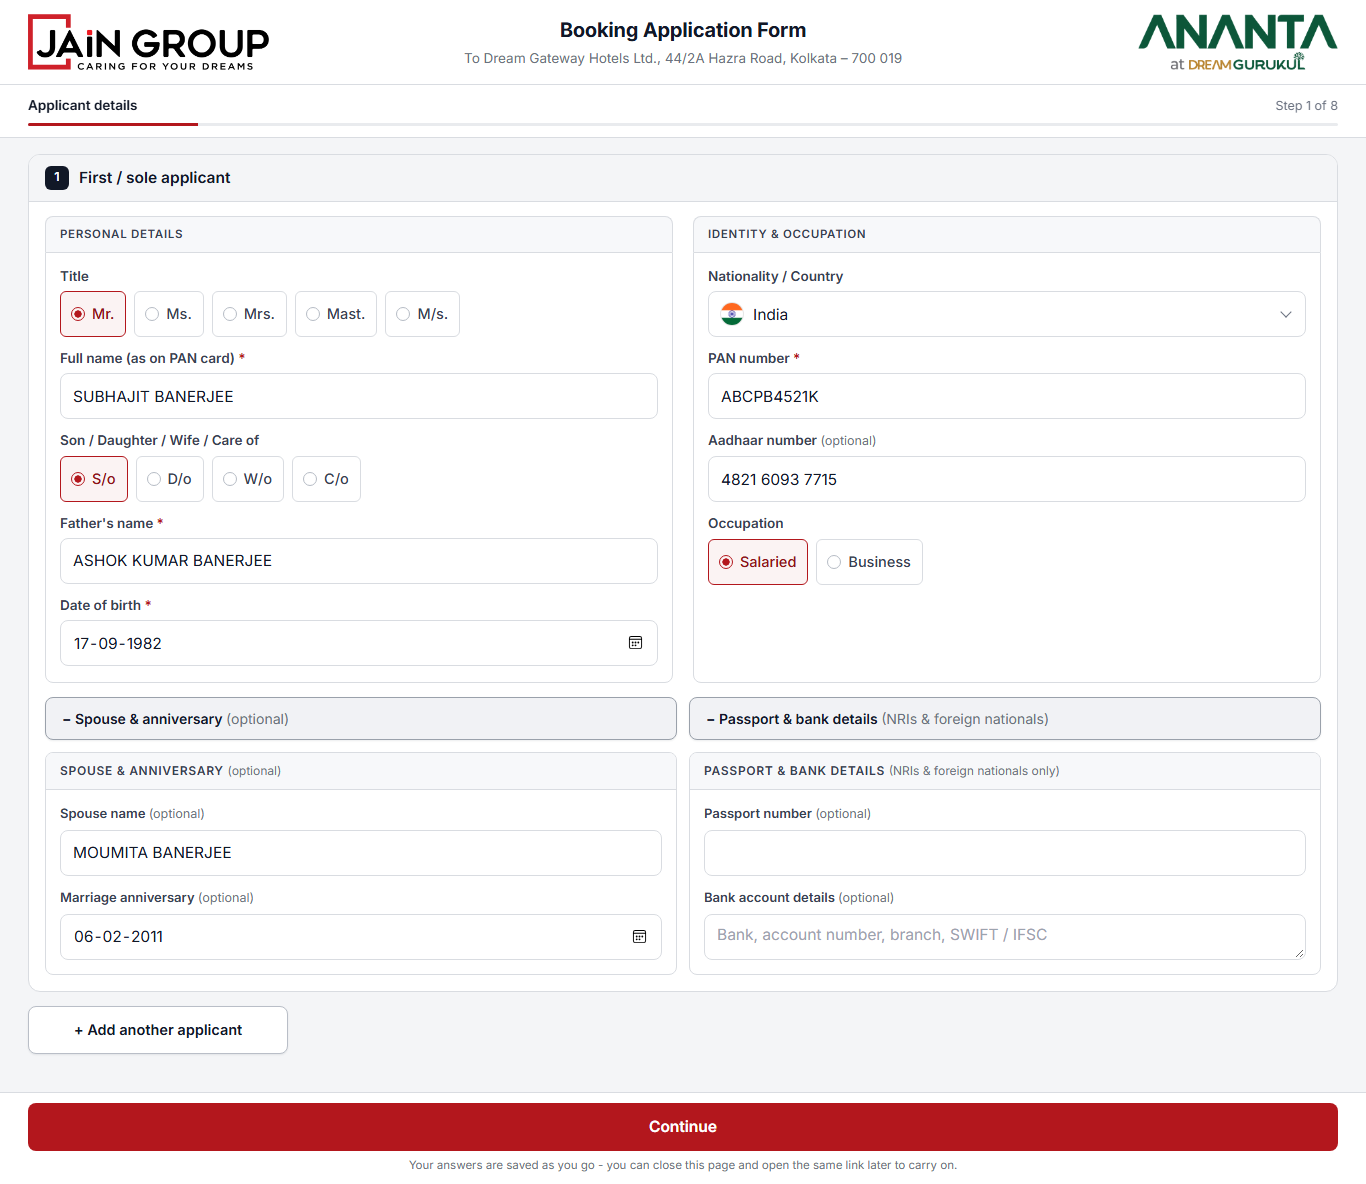 JAiN GROUP
CARING FOR YOUR DREAMS
Booking Application Form
To Dream Gateway Hotels Ltd., 44/2A Hazra Road, Kolkata – 700 019
ANANTA
at DREAM GURUKUL
Applicant details
Step 1 of 8
1 First / sole applicant
PERSONAL DETAILS
Title
Mr. Ms. Mrs. Mast. M/s.
Full name (as on PAN card) *
SUBHAJIT BANERJEE
Son / Daughter / Wife / Care of
S/o D/o W/o C/o
Father's name *
ASHOK KUMAR BANERJEE
Date of birth *
17-09-1982
IDENTITY & OCCUPATION
Nationality / Country
India
PAN number *
ABCPB4521K
Aadhaar number (optional)
4821 6093 7715
Occupation
Salaried Business
– Spouse & anniversary (optional)
– Passport & bank details (NRIs & foreign nationals)
SPOUSE & ANNIVERSARY (optional)
Spouse name (optional)
MOUMITA BANERJEE
Marriage anniversary (optional)
06-02-2011
PASSPORT & BANK DETAILS (NRIs & foreign nationals only)
Passport number (optional)
Bank account details (optional)
Bank, account number, branch, SWIFT / IFSC
+ Add another applicant
Continue
Your answers are saved as you go - you can close this page and open the same link later to carry on.